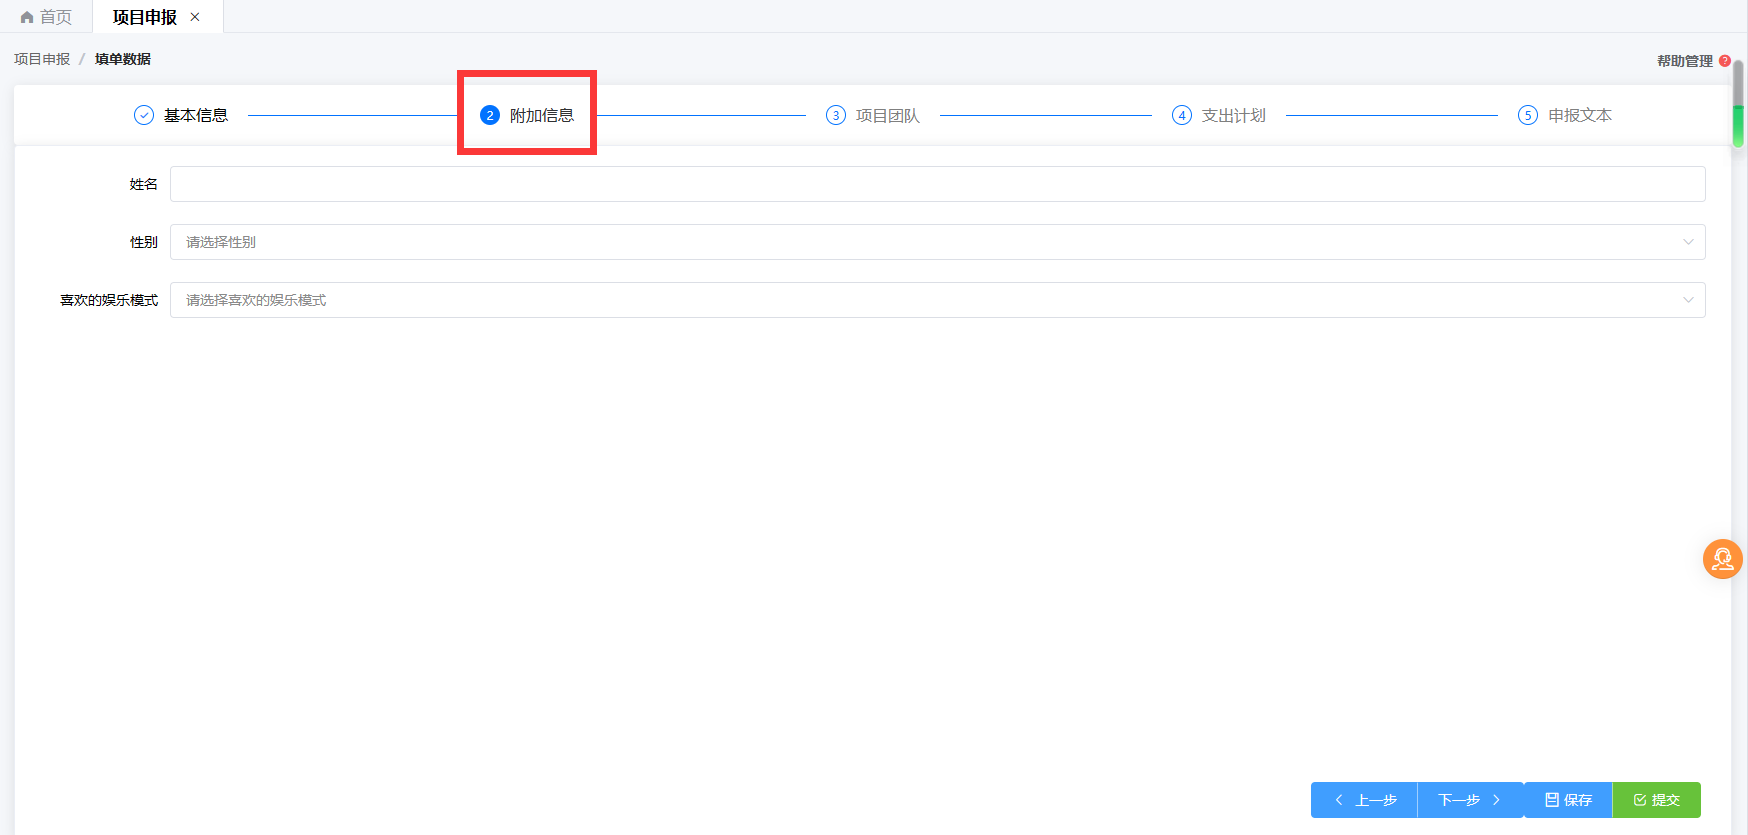 首页 项目申报 ×
项目申报 / 填单数据
帮助管理 ?
基本信息 2 附加信息 3 项目团队 4 支出计划 5 申报文本
姓名
性别 请选择性别
喜欢的娱乐模式 请选择喜欢的娱乐模式
上一步 下一步 保存 提交